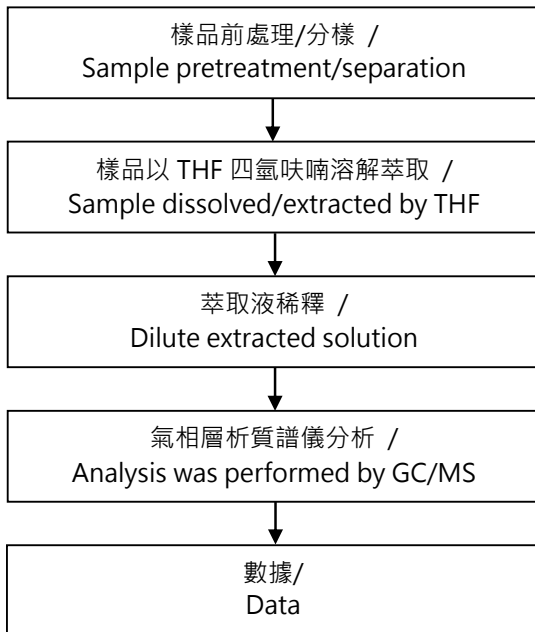 樣品前處理/分樣 /
Sample pretreatment/separation
樣品以 THF 四氫呋喃溶解萃取 /
Sample dissolved/extracted by THF
萃取液稀釋 /
Dilute extracted solution
氣相層析質譜儀分析 /
Analysis was performed by GC/MS
數據/
Data